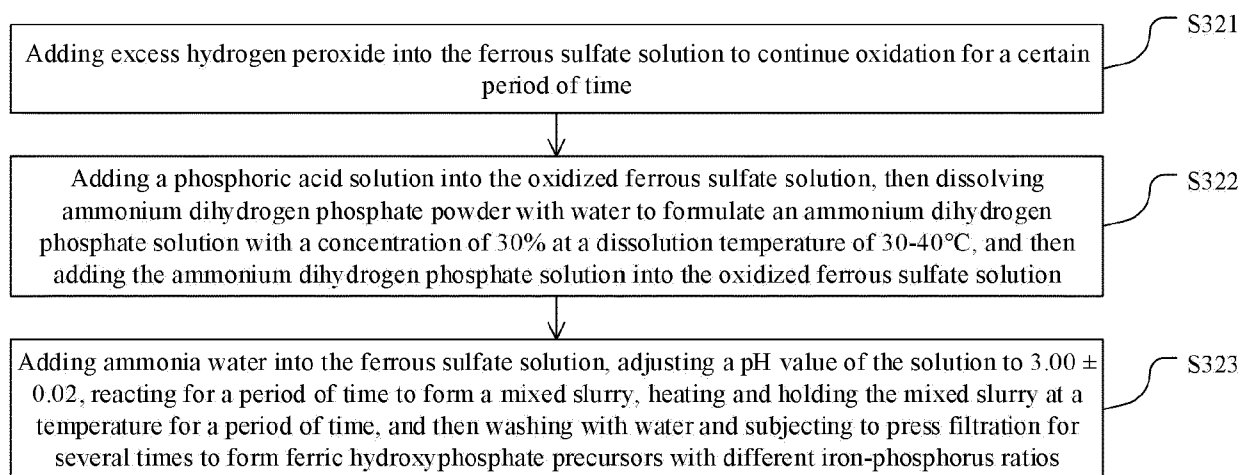 S321
Adding excess hydrogen peroxide into the ferrous sulfate solution to continue oxidation for a certain
period of time
S322
Adding a phosphoric acid solution into the oxidized ferrous sulfate solution, then dissolving
ammonium dihydrogen phosphate powder with water to formulate an ammonium dihydrogen
phosphate solution with a concentration of 30% at a dissolution temperature of 30-40°C, and then
adding the ammonium dihydrogen phosphate solution into the oxidized ferrous sulfate solution
S323
Adding ammonia water into the ferrous sulfate solution, adjusting a pH value of the solution to 3.00 ±
0.02, reacting for a period of time to form a mixed slurry, heating and holding the mixed slurry at a
temperature for a period of time, and then washing with water and subjecting to press filtration for
several times to form ferric hydroxyphosphate precursors with different iron-phosphorus ratios